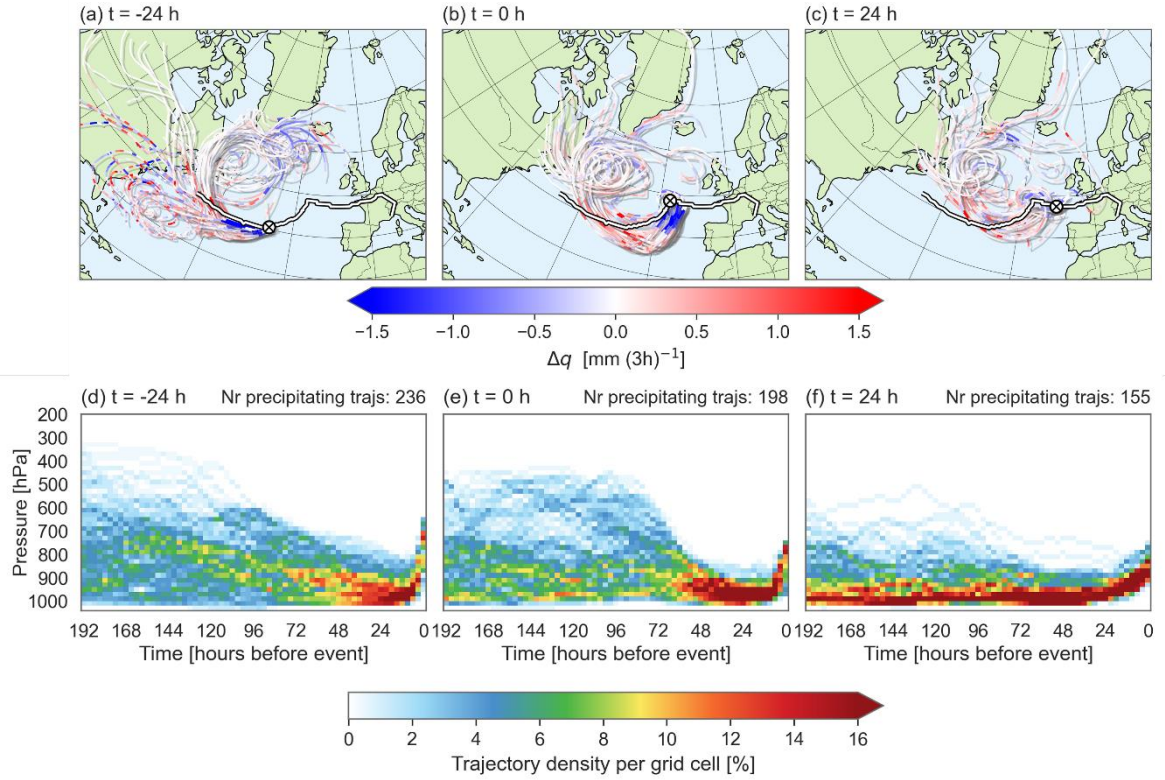 (a) t = -24 h
(b) t = 0 h
(c) t = 24 h
−1.5 −1.0 −0.5 0.0 0.5 1.0 1.5
Δq [mm (3h)⁻¹]
(d) t = -24 h Nr precipitating trajs: 236
(e) t = 0 h Nr precipitating trajs: 198
(f) t = 24 h Nr precipitating trajs: 155
Pressure [hPa]
200
300
400
500
600
700
800
900
1000
192 168 144 120 96 72 48 24 0
192 168 144 120 96 72 48 24 0
192 168 144 120 96 72 48 24 0
Time [hours before event]
Time [hours before event]
Time [hours before event]
0 2 4 6 8 10 12 14 16
Trajectory density per grid cell [%]